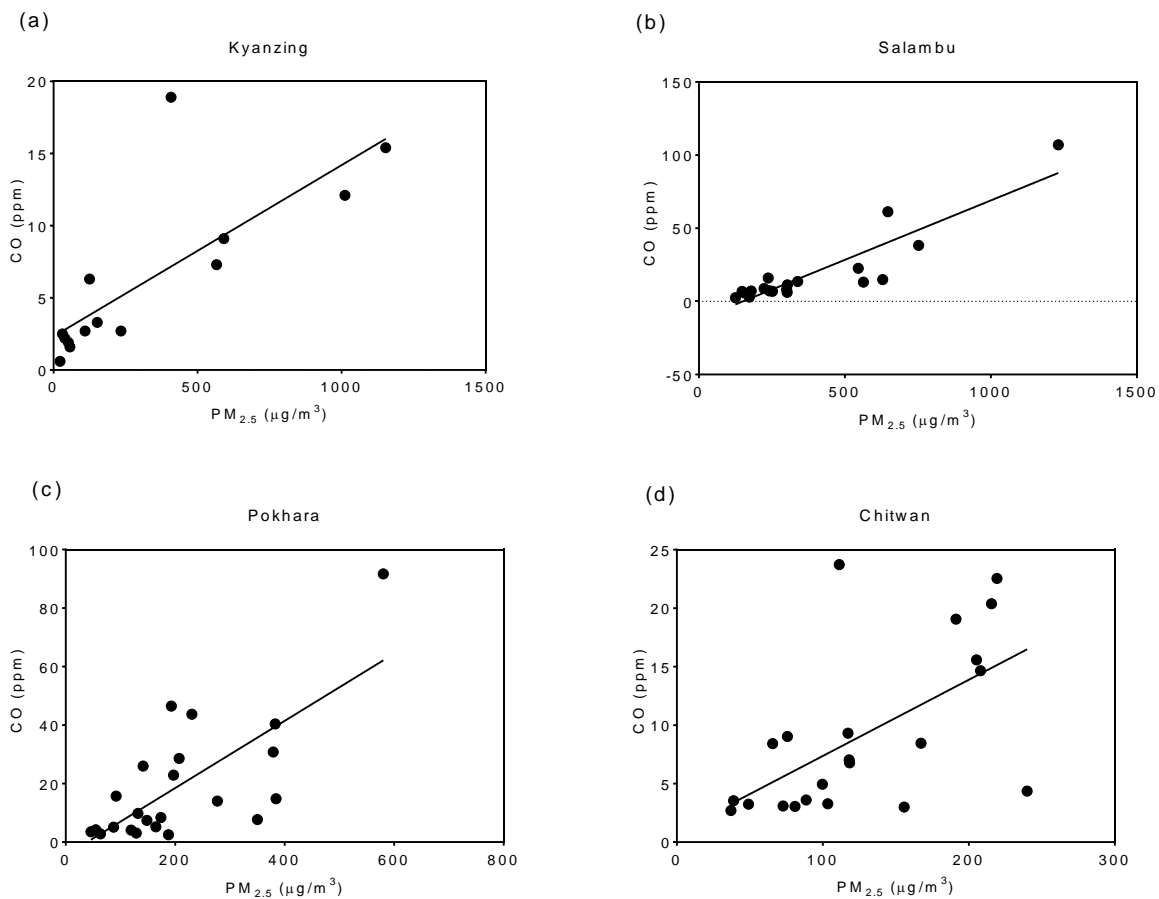 (a)
Kyanzing
20
15
10
5
0
CO (ppm)
0 500 1000 1500
PM2.5 (μg/m3)
(b)
Salambu
150
100
50
0
-50
CO (ppm)
0 500 1000 1500
PM2.5 (μg/m3)
(c)
Pokhara
100
80
60
40
20
0
CO (ppm)
0 200 400 600 800
PM2.5 (μg/m3)
(d)
Chitwan
25
20
15
10
5
0
CO (ppm)
0 100 200 300
PM2.5 (μg/m3)